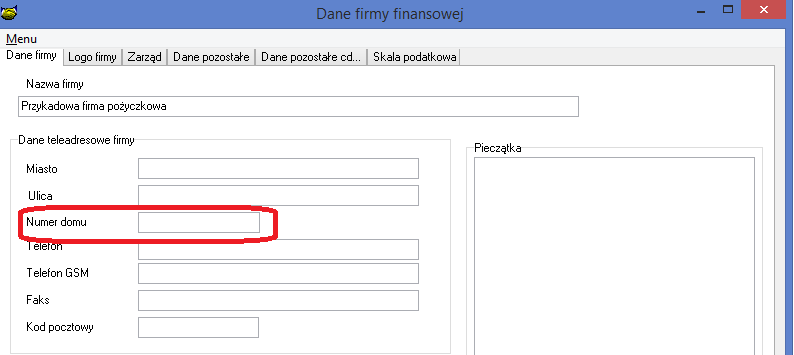 Dane firmy finansowej
Menu
Dane firmy Logo firmy Zarząd Dane pozostałe Dane pozostałe cd... Skala podatkowa
Nazwa firmy
Przykadowa firma pożyczkowa
Dane teleadresowe firmy
Pieczątka
Miasto
Ulica
Numer domu
Telefon
Telefon GSM
Faks
Kod pocztowy